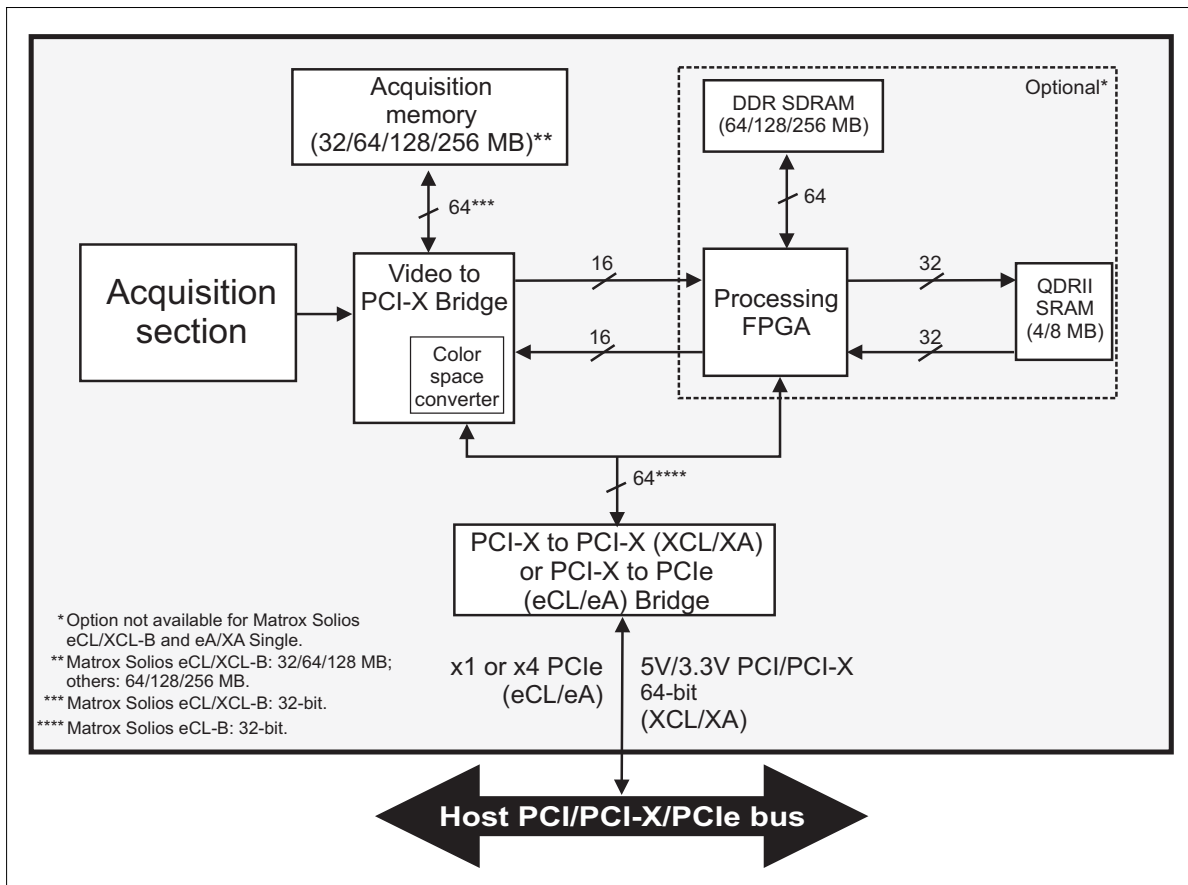 Acquisition
memory
(32/64/128/256 MB)**
DDR SDRAM
(64/128/256 MB)
Optional*
64***
64
Acquisition
section
Video to
PCI-X Bridge
Color
space
converter
16
16
Processing
FPGA
32
32
QDRII
SRAM
(4/8 MB)
64****
PCI-X to PCI-X (XCL/XA)
or PCI-X to PCIe
(eCL/eA) Bridge
*Option not available for Matrox Solios
eCL/XCL-B and eA/XA Single.
**Matrox Solios eCL/XCL-B: 32/64/128 MB;
others: 64/128/256 MB.
***Matrox Solios eCL/XCL-B: 32-bit.
****Matrox Solios eCL-B: 32-bit.
x1 or x4 PCIe
(eCL/eA)
5V/3.3V PCI/PCI-X
64-bit
(XCL/XA)
Host PCI/PCI-X/PCIe bus